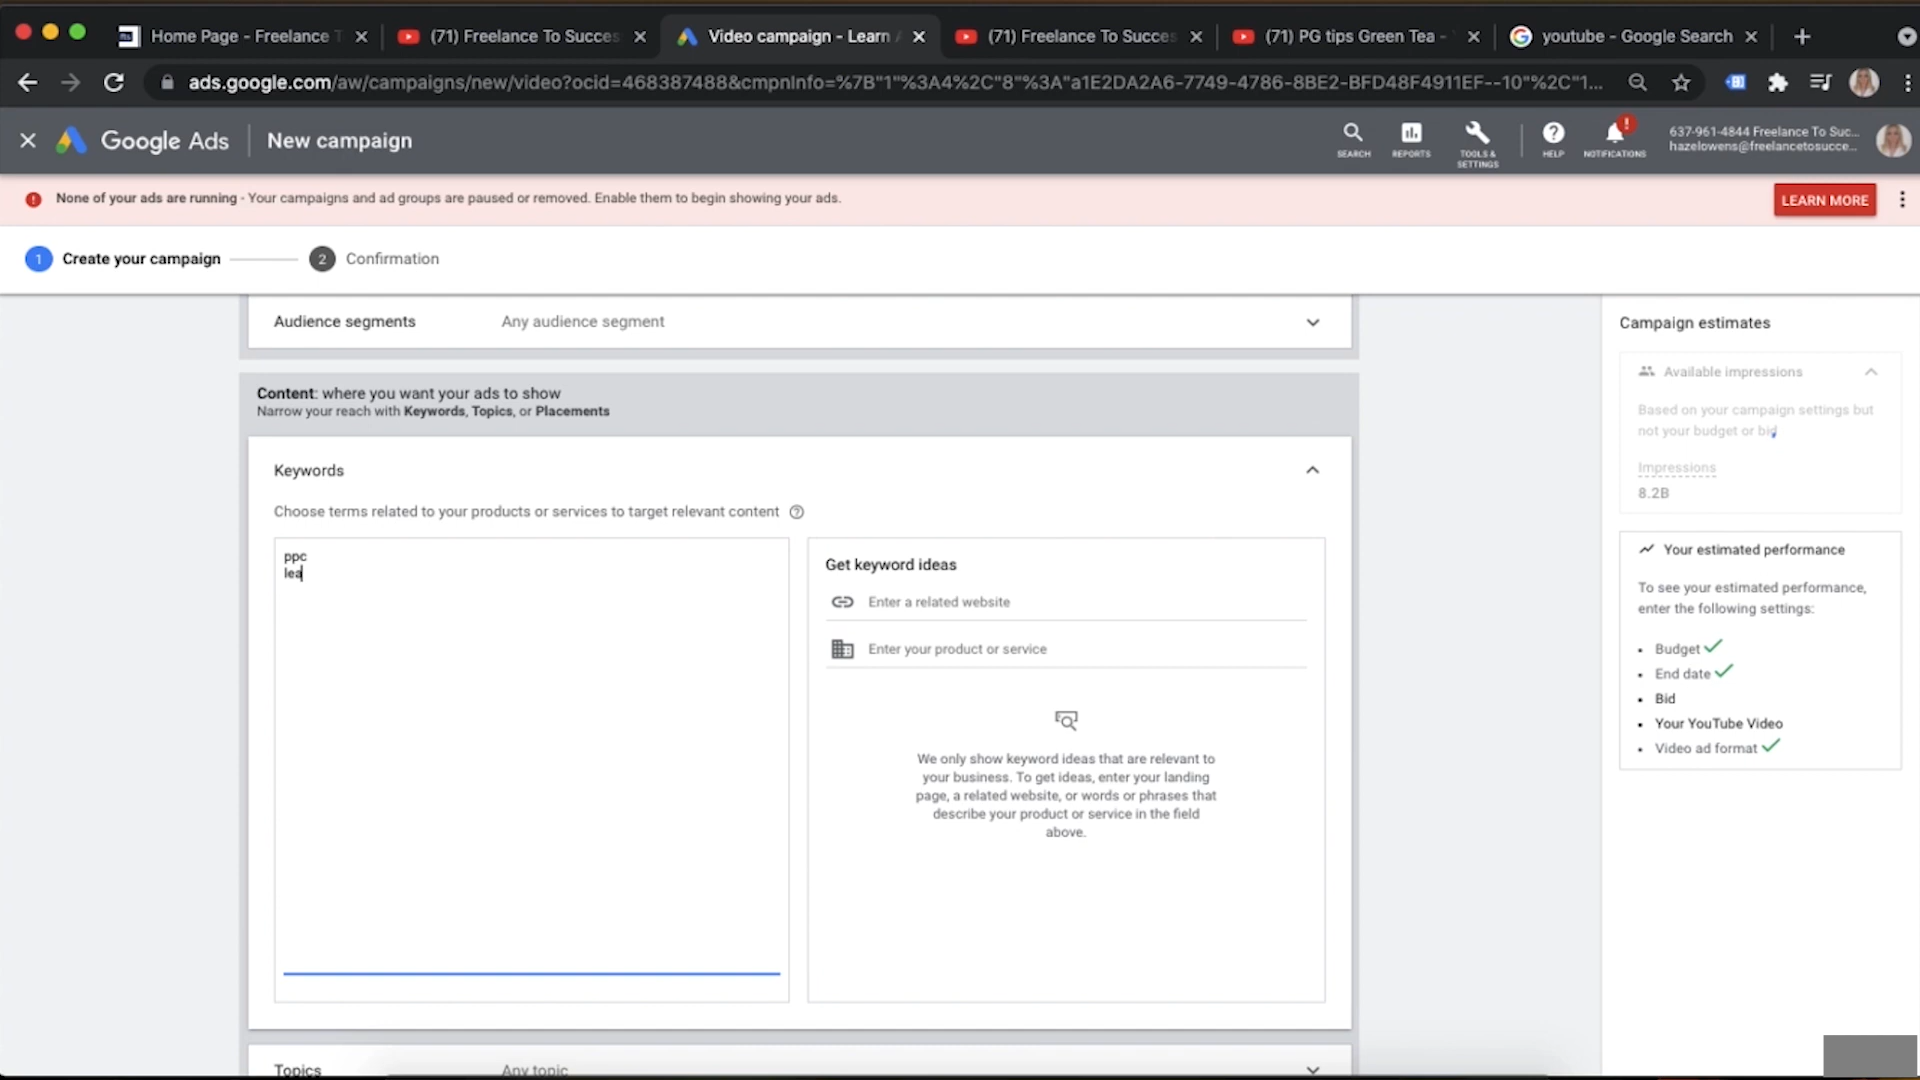 Home Page - Freelance T
(71) Freelance To Succes
Video campaign - Learn A
(71) Freelance To Succes
(71) PG tips Green Tea -
youtube - Google Search
ads.google.com/aw/campaigns/new/video?ocid=468387488&cmpnInfo=%7B"1"%3A4%2C"8"%3A"a1E2DA2A6-7749-4786-8BE2-BFD48F4911EF--10"%2C"1...
Google Ads
New campaign
SEARCH
REPORTS
TOOLS & SETTINGS
HELP
NOTIFICATIONS
637-961-4844 Freelance To Suc...
hazelowens@freelancetosucce...
None of your ads are running - Your campaigns and ad groups are paused or removed. Enable them to begin showing your ads.
LEARN MORE
1 Create your campaign
2 Confirmation
Audience segments Any audience segment
Content: where you want your ads to show
Narrow your reach with Keywords, Topics, or Placements
Keywords
Choose terms related to your products or services to target relevant content
ppc
lea
Get keyword ideas
Enter a related website
Enter your product or service
We only show keyword ideas that are relevant to
your business. To get ideas, enter your landing
page, a related website, or words or phrases that
describe your product or service in the field
above.
Topics Any topic
Campaign estimates
Available impressions
Based on your campaign settings but
not your budget or bid
Impressions
8.2B
Your estimated performance
To see your estimated performance,
enter the following settings:
Budget
End date
Bid
Your YouTube Video
Video ad format